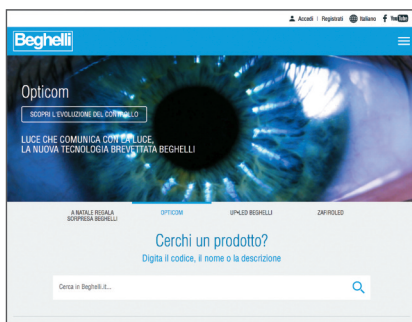 Accedi | Registrati Italiano f YouTube
Beghelli
Opticom
SCOPRI L'EVOLUZIONE DEL CONTROLLO
LUCE CHE COMUNICA CON LA LUCE,
LA NUOVA TECNOLOGIA BREVETTATA BEGHELLI
A NATALE REGALA
SORPRESA BEGHELLI
OPTICOM
UP•LED BEGHELLI
ZAFIROLED
Cerchi un prodotto?
Digita il codice, il nome o la descrizione
Cerca in Beghelli.it...